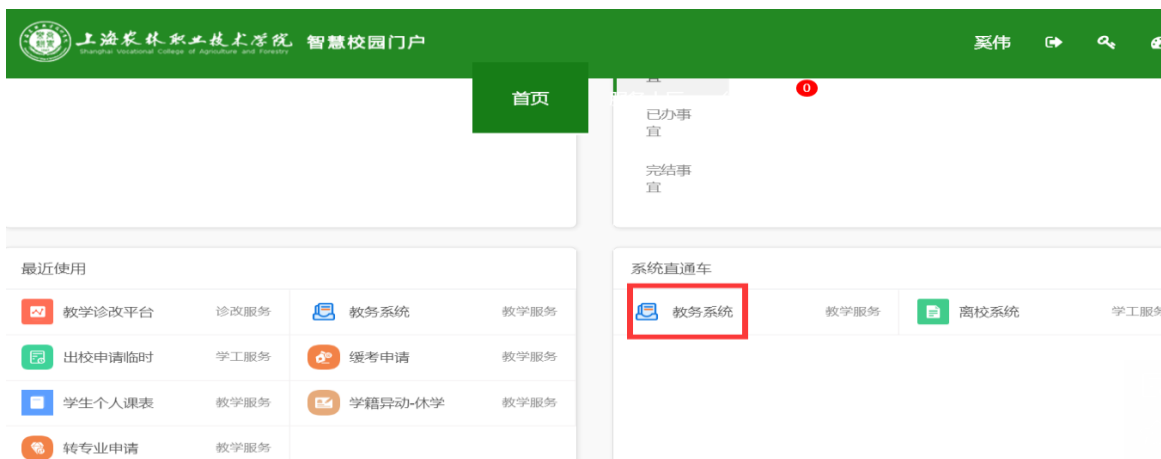 上海农林职业技术学院 智慧校园门户 奚伟
Shanghai Vocational College of Agriculture and Forestry
首页
0
宜
已办事
宜
完结事
宜
最近使用
系统直通车
教学诊改平台 诊改服务 教务系统 教学服务
教务系统 教学服务 离校系统 学工服务
出校申请临时 学工服务 缓考申请 教学服务
学生个人课表 教学服务 学籍异动-休学 教学服务
转专业申请 教学服务